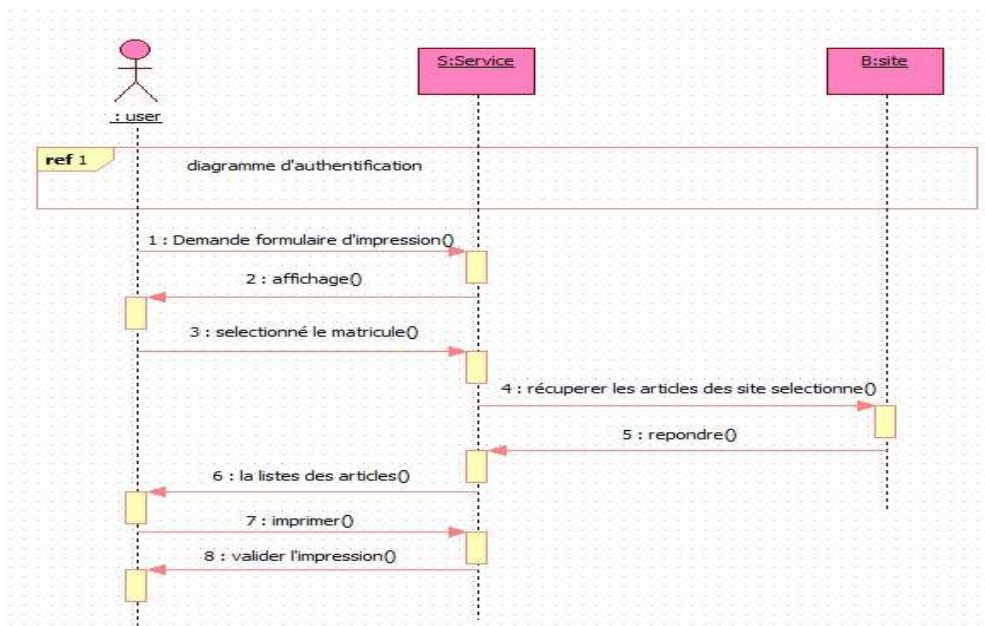 S:Service
B:site
: user
ref 1
diagramme d'authentification
1 : Demande formulaire d'impression()
2 : affichage()
3 : selectionné le matricule()
4 : récuperer les articles des site selectionne()
5 : repondre()
6 : la listes des articles()
7 : imprimer()
8 : valider l'impression()